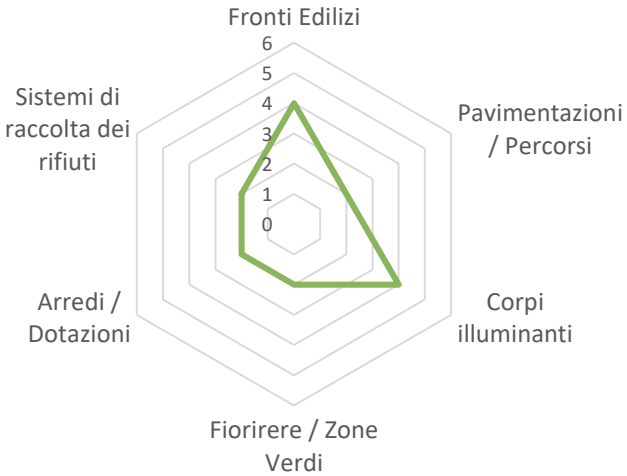 Fronti Edilizi
6
5
4
3
2
1
0
Pavimentazioni
/ Percorsi
Corpi
illuminanti
Fiorirere / Zone
Verdi
Arredi /
Dotazioni
Sistemi di
raccolta dei
rifiuti